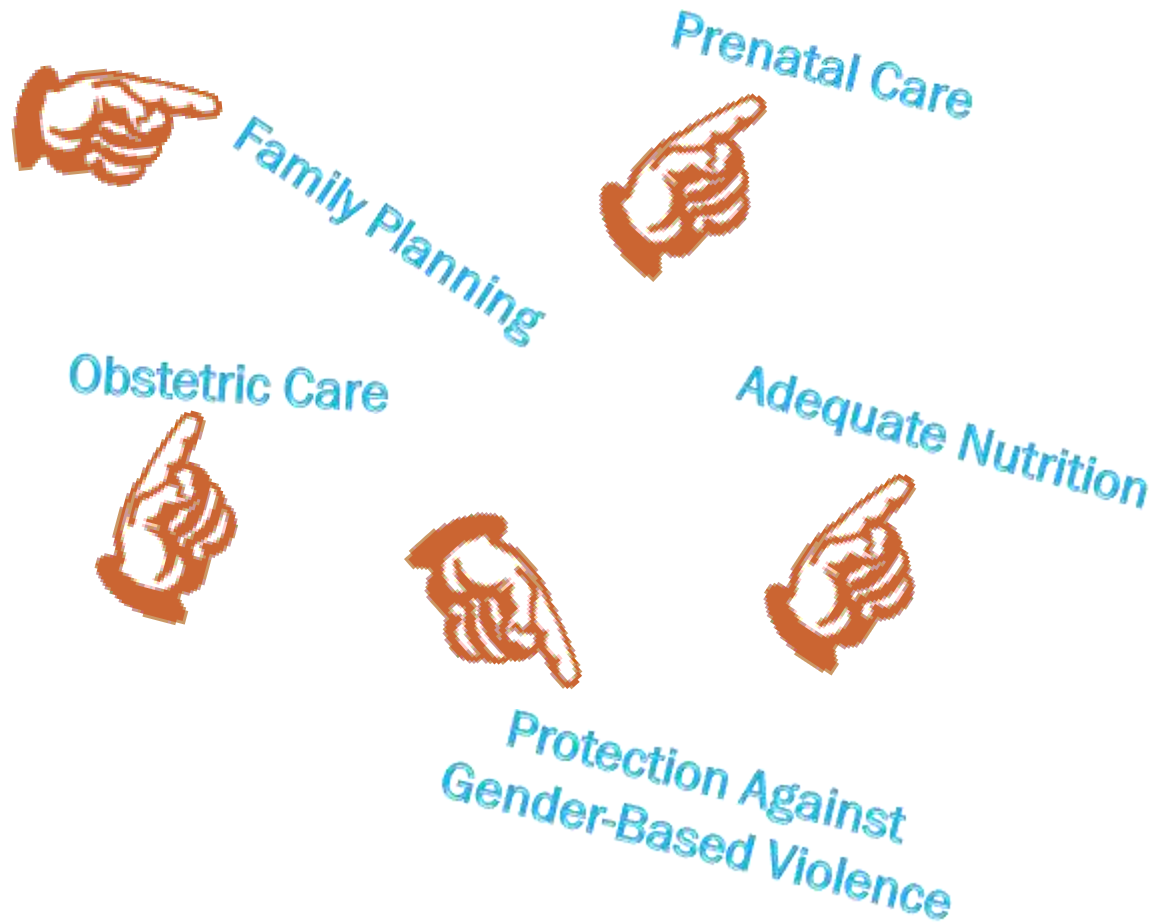 Prenatal Care
Family Planning
Obstetric Care
Adequate Nutrition
Protection Against
Gender-Based Violence